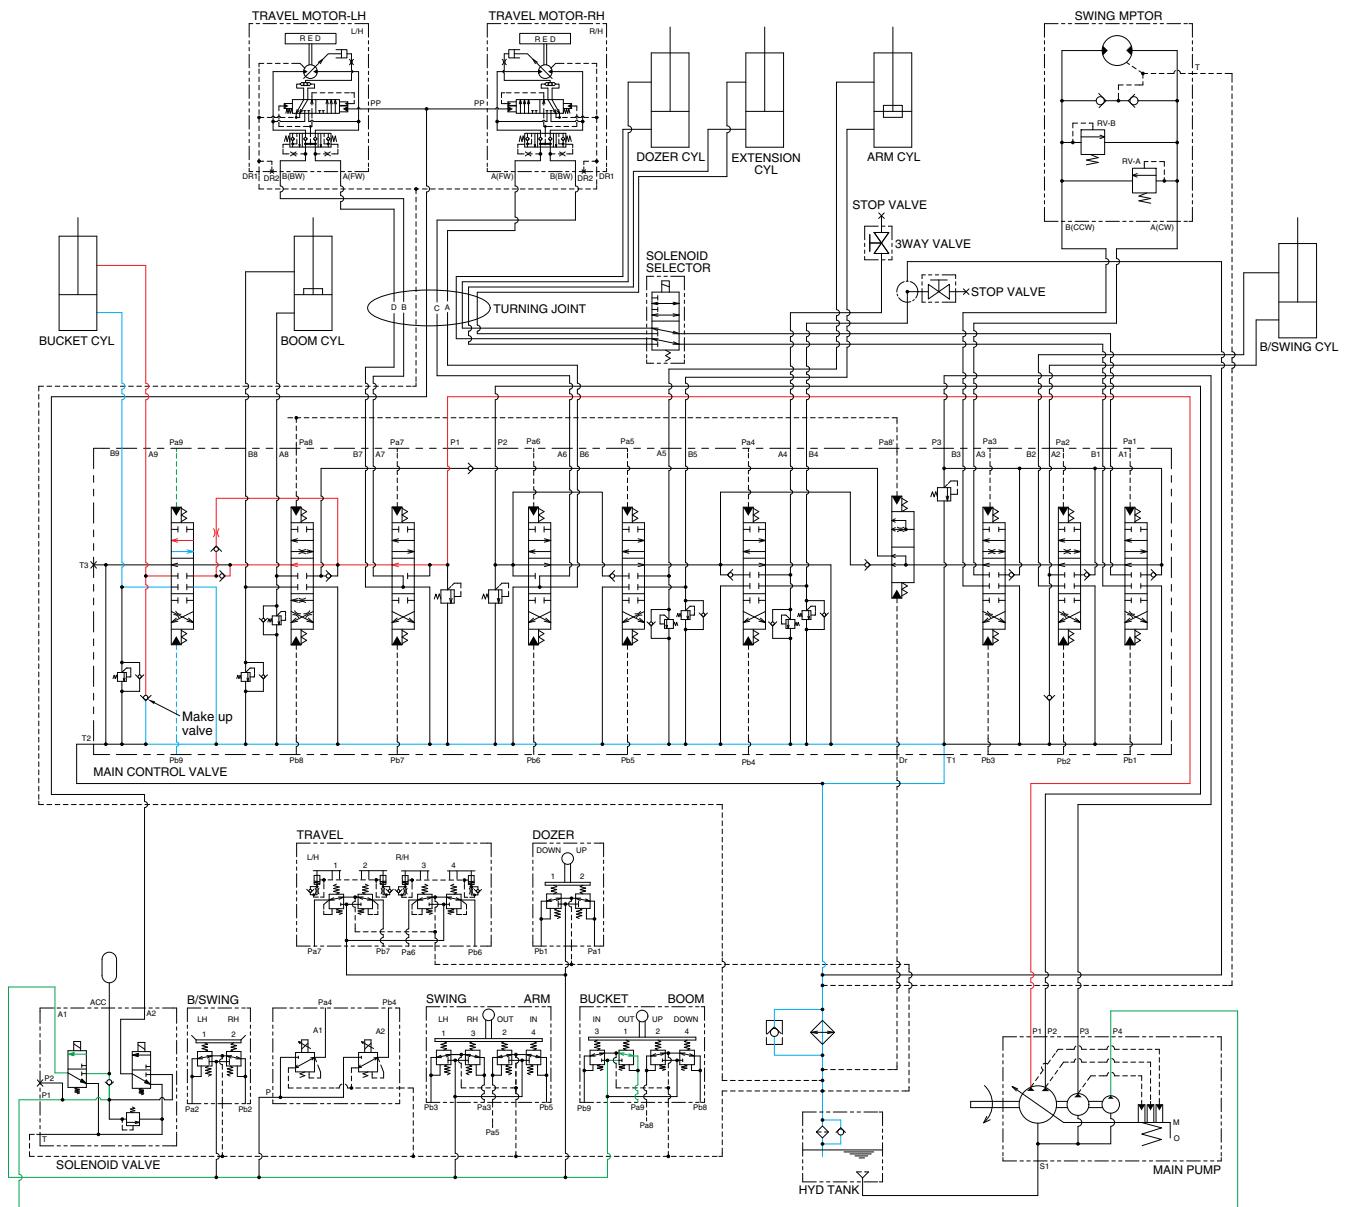 TRAVEL MOTOR-LH
TRAVEL MOTOR-RH
SWING MPTOR
L/H
R/H
RED
RED
T
PP
PP
RV-B
DOZER CYL
EXTENSION
CYL
ARM CYL
RV-A
DR1
DR2
B(BW)
A(FW)
A(FW)
B(BW)
DR2
DR1
STOP VALVE
B(CCW)
A(CW)
3WAY VALVE
SOLENOID
SELECTOR
STOP VALVE
D B
C A
TURNING JOINT
BUCKET CYL
BOOM CYL
B/SWING CYL
Pa9
Pa8
Pa7
P1
P2
Pa6
Pa5
Pa4
Pa8'
P3
Pa3
Pa2
Pa1
B9
A9
B8
A8
B7
A7
A6
B6
A5
B5
A4
B4
B3
A3
B2
A2
B1
A1
T3
Make up
valve
T2
Pb9
Pb8
Pb7
Pb6
Pb5
Pb4
Dr
T1
Pb3
Pb2
Pb1
MAIN CONTROL VALVE
TRAVEL
DOZER
L/H
1
2
R/H
3
4
DOWN
UP
1
2
Pa7
Pb7
Pa6
Pb6
Pb1
Pa1
ACC
A1
A2
B/SWING
LH
RH
1
2
Pa4
Pb4
A1
A2
SWING
ARM
LH
RH
OUT
IN
1
3
2
4
BUCKET
BOOM
IN
OUT
UP
DOWN
3
1
2
4
P1
P2
P3
P4
P2
P1
P
T
Pa2
Pb2
Pb3
Pa3
Pb5
Pa5
Pb9
Pa9
Pb8
Pa8
M
O
SOLENOID VALVE
S1
MAIN PUMP
HYD TANK